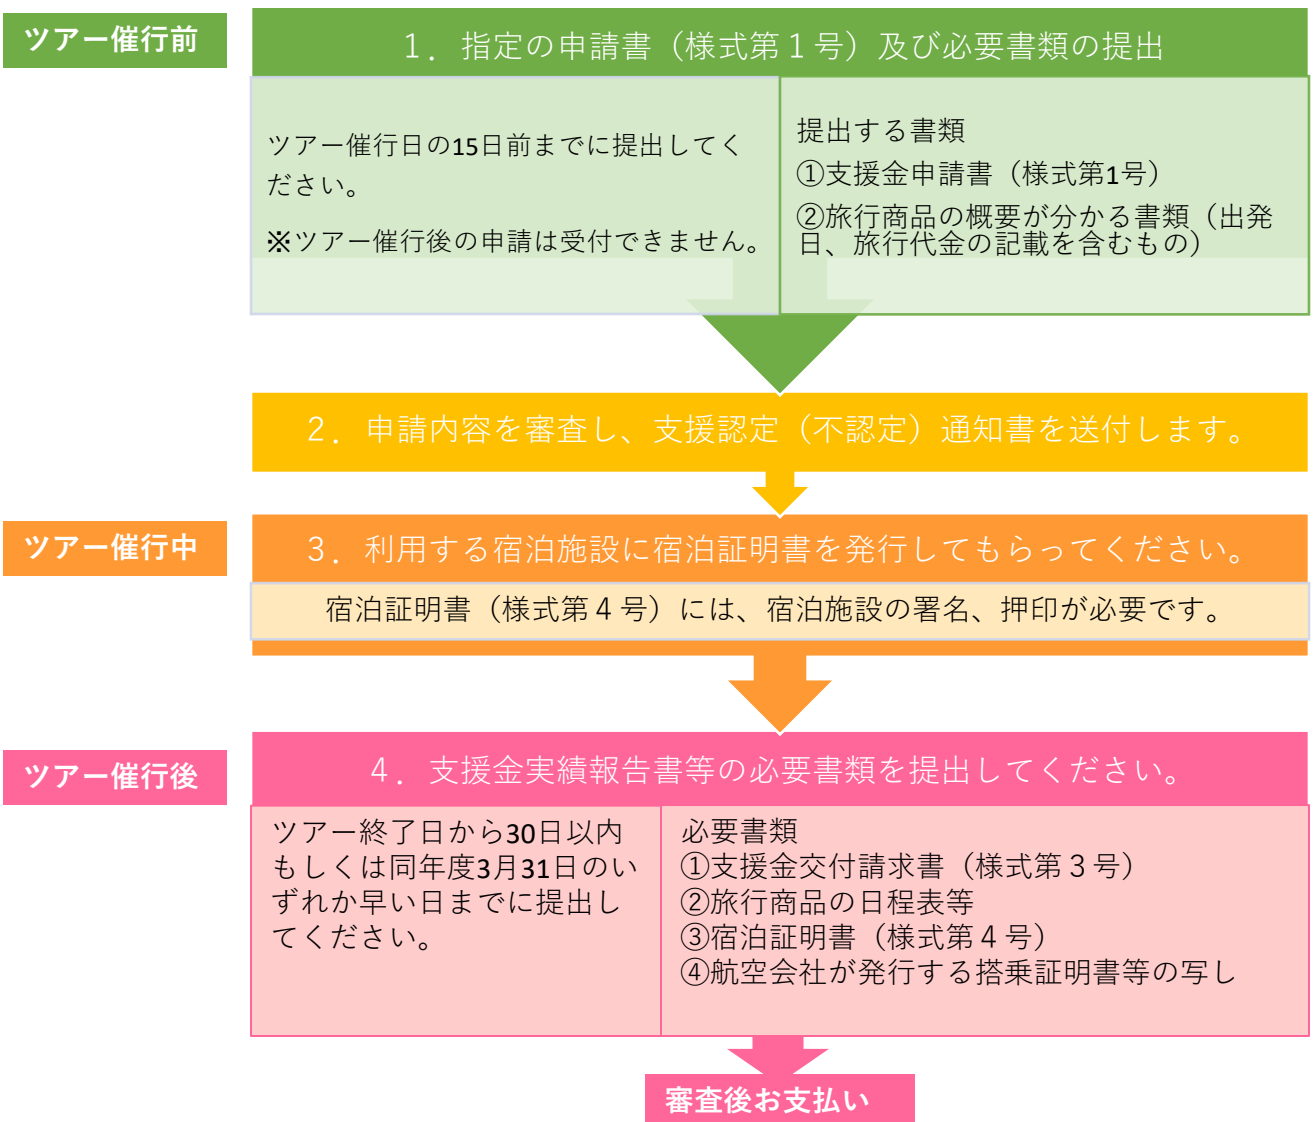 ツアー催行前
１．指定の申請書（様式第１号）及び必要書類の提出
ツアー催行日の15日前までに提出してく
ださい。
※ツアー催行後の申請は受付できません。
提出する書類
①支援金申請書（様式第1号）
②旅行商品の概要が分かる書類（出発
日、旅行代金の記載を含むもの）
２．申請内容を審査し、支援認定（不認定）通知書を送付します。
ツアー催行中
３．利用する宿泊施設に宿泊証明書を発行してもらってください。
宿泊証明書（様式第４号）には、宿泊施設の署名、押印が必要です。
ツアー催行後
４．支援金実績報告書等の必要書類を提出してください。
ツアー終了日から30日以内
もしくは同年度3月31日のい
ずれか早い日までに提出し
てください。
必要書類
①支援金交付請求書（様式第３号）
②旅行商品の日程表等
③宿泊証明書（様式第４号）
④航空会社が発行する搭乗証明書等の写し
審査後お支払い